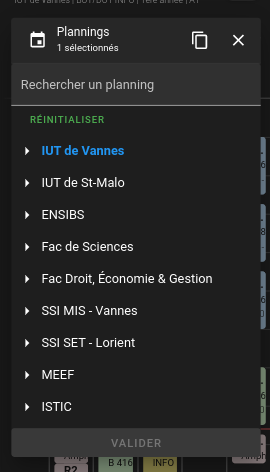 IUT de Vannes | BUT/DUT INFO | 1ère année | A1
Plannings
1 sélectionnés
Rechercher un planning
RÉINITIALISER
IUT de Vannes
IUT de St-Malo
ENSIBS
Fac de Sciences
Fac Droit, Économie & Gestion
SSI MIS - Vannes
SSI SET - Lorient
MEEF
ISTIC
VALIDER
B 416
INFO
R2